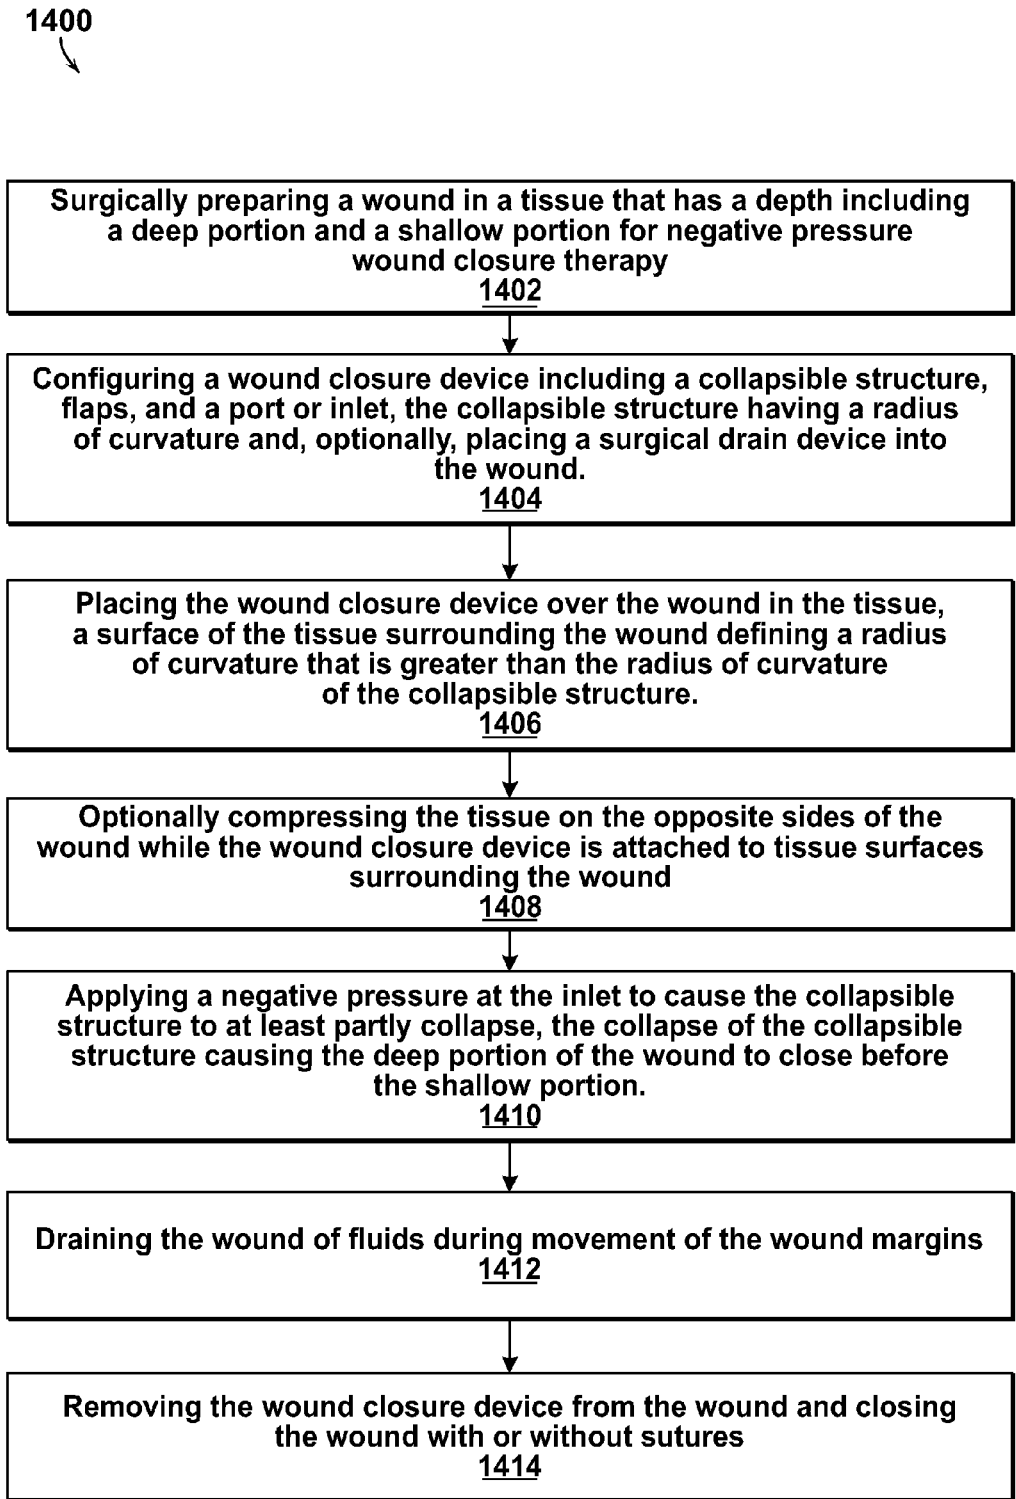 1400
Surgically preparing a wound in a tissue that has a depth including
a deep portion and a shallow portion for negative pressure
wound closure therapy
1402
Configuring a wound closure device including a collapsible structure,
flaps, and a port or inlet, the collapsible structure having a radius
of curvature and, optionally, placing a surgical drain device into
the wound.
1404
Placing the wound closure device over the wound in the tissue,
a surface of the tissue surrounding the wound defining a radius
of curvature that is greater than the radius of curvature
of the collapsible structure.
1406
Optionally compressing the tissue on the opposite sides of the
wound while the wound closure device is attached to tissue surfaces
surrounding the wound
1408
Applying a negative pressure at the inlet to cause the collapsible
structure to at least partly collapse, the collapse of the collapsible
structure causing the deep portion of the wound to close before
the shallow portion.
1410
Draining the wound of fluids during movement of the wound margins
1412
Removing the wound closure device from the wound and closing
the wound with or without sutures
1414